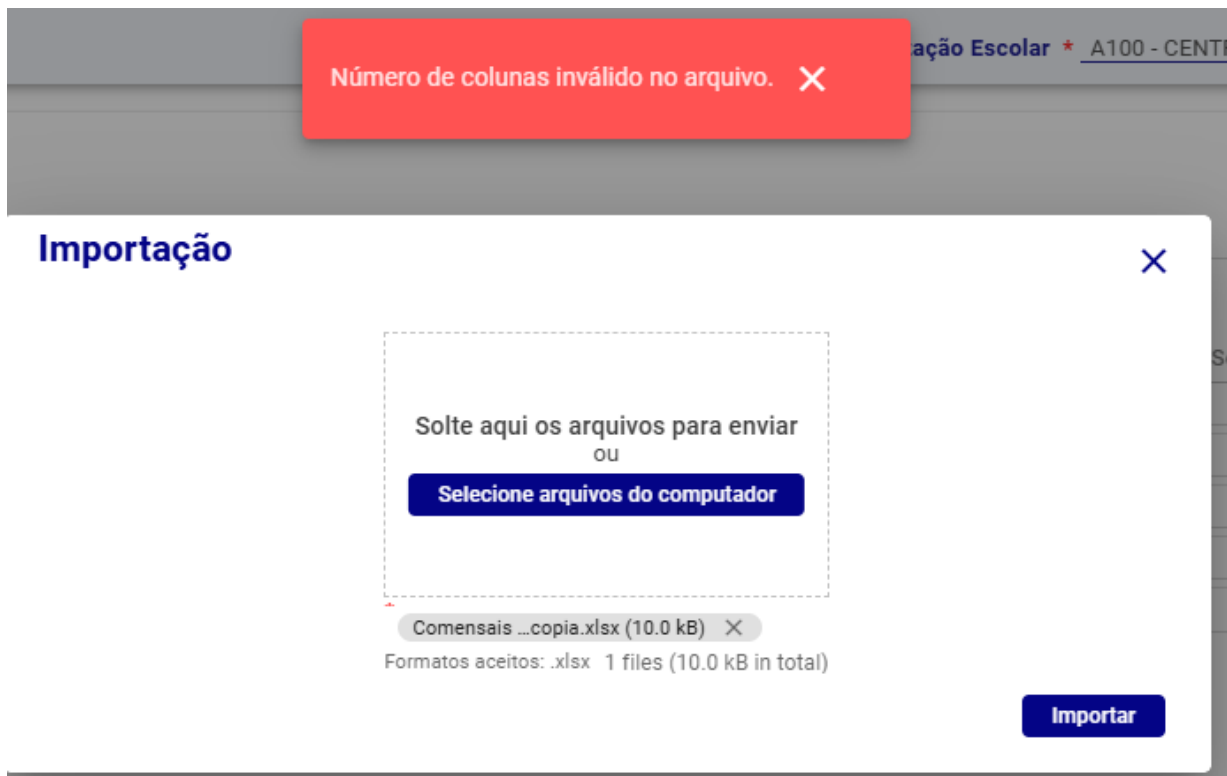 Número de colunas inválido no arquivo.
ação Escolar * A100 - CENT
Importação
Solte aqui os arquivos para enviar
ou
Selecione arquivos do computador
*
Comensais ...copia.xlsx (10.0 kB)
Formatos aceitos: .xlsx 1 files (10.0 kB in total)
Importar